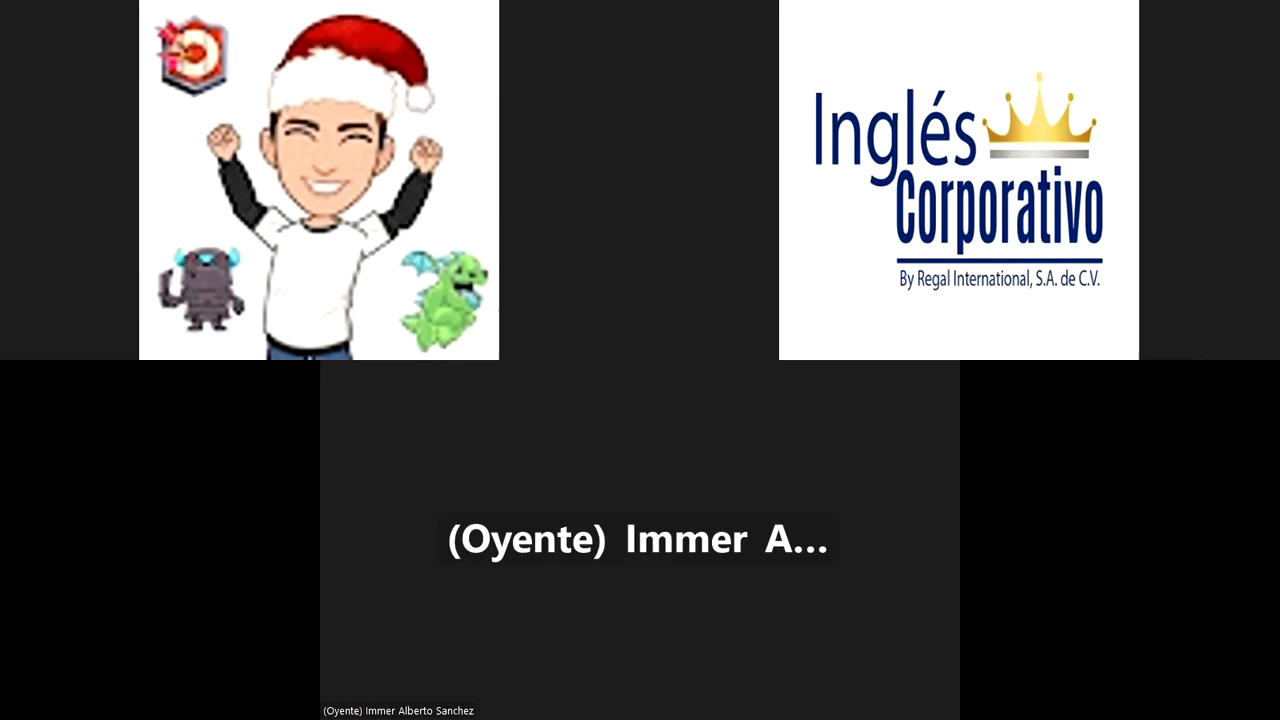 Inglés
Corporativo
By Regal International, S.A. de C.V.
(Oyente) Immer A...
(Oyente) Immer Alberto Sanchez